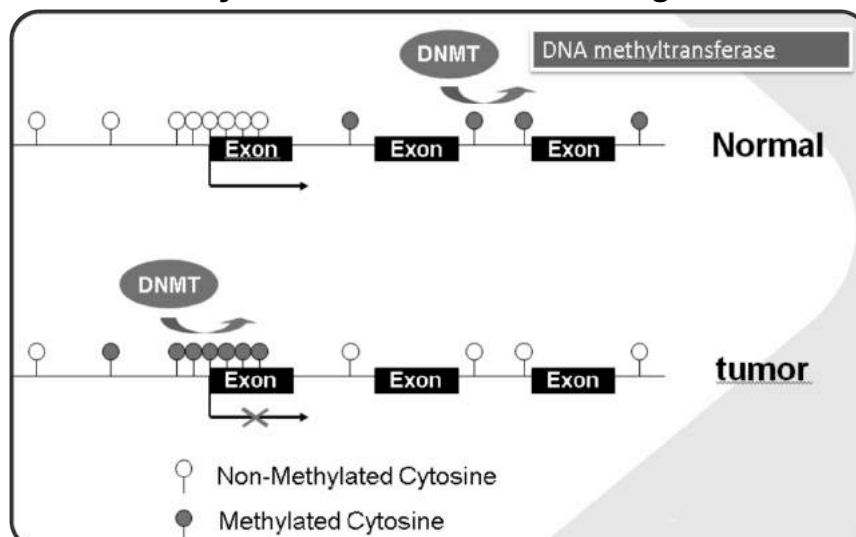 DNMT
DNA methyltransferase
Exon
Exon
Exon
Normal
DNMT
Exon
Exon
Exon
tumor
Non-Methylated Cytosine
Methylated Cytosine